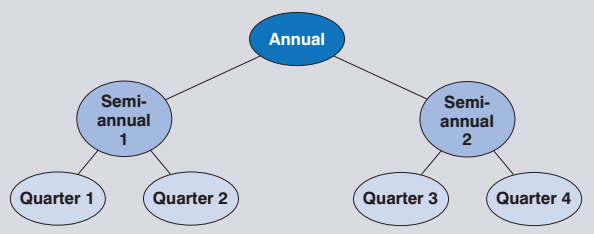 Annual
Semi-
annual
1
Semi-
annual
2
Quarter 1
Quarter 2
Quarter 3
Quarter 4